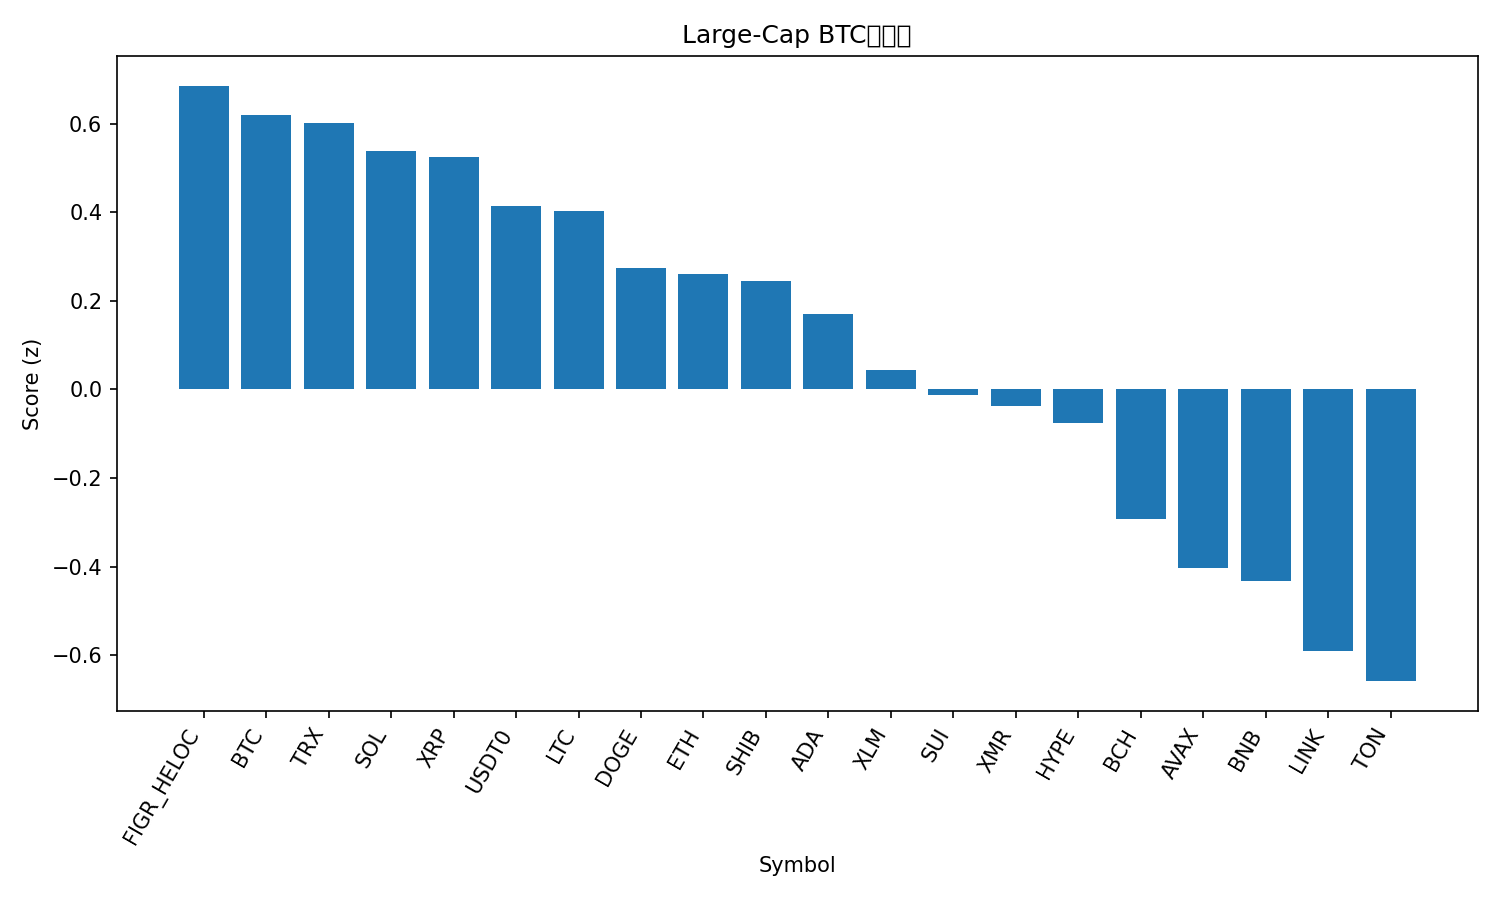 Large-Cap BTC
0.6
0.4
0.2
0.0
−0.2
−0.4
−0.6
Score (z)
FIGR_HELOC
BTC
TRX
SOL
XRP
USDT0
LTC
DOGE
ETH
SHIB
ADA
XLM
SUI
XMR
HYPE
BCH
AVAX
BNB
LINK
TON
Symbol